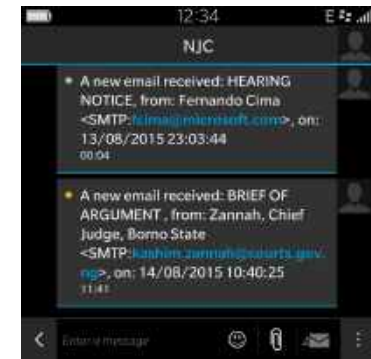 12:34
E
NJC
A new email received: HEARING
NOTICE, from: Fernando Cima
<SMTP:fcima@microsoft.com>, on:
13/08/2015 23:03:44
00:04
A new email received: BRIEF OF
ARGUMENT , from: Zannah, Chief
Judge, Borno State
<SMTP:kashim.zannah@courts.gov.
ng>, on: 14/08/2015 10:40:25
11:41
Enter a message